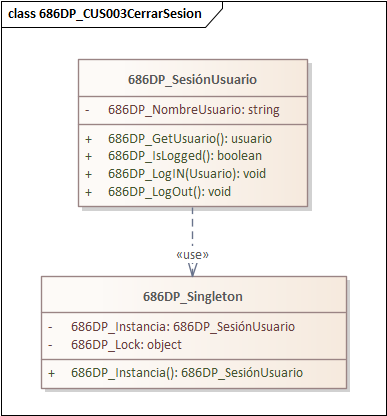 class 686DP_CUS003CerrarSesion
686DP_SesiónUsuario
- 686DP_NombreUsuario: string
+ 686DP_GetUsuario(): usuario
+ 686DP_IsLogged(): boolean
+ 686DP_LogIN(Usuario): void
+ 686DP_LogOut(): void
«use»
686DP_Singleton
- 686DP_Instancia: 686DP_SesiónUsuario
- 686DP_Lock: object
+ 686DP_Instancia(): 686DP_SesiónUsuario